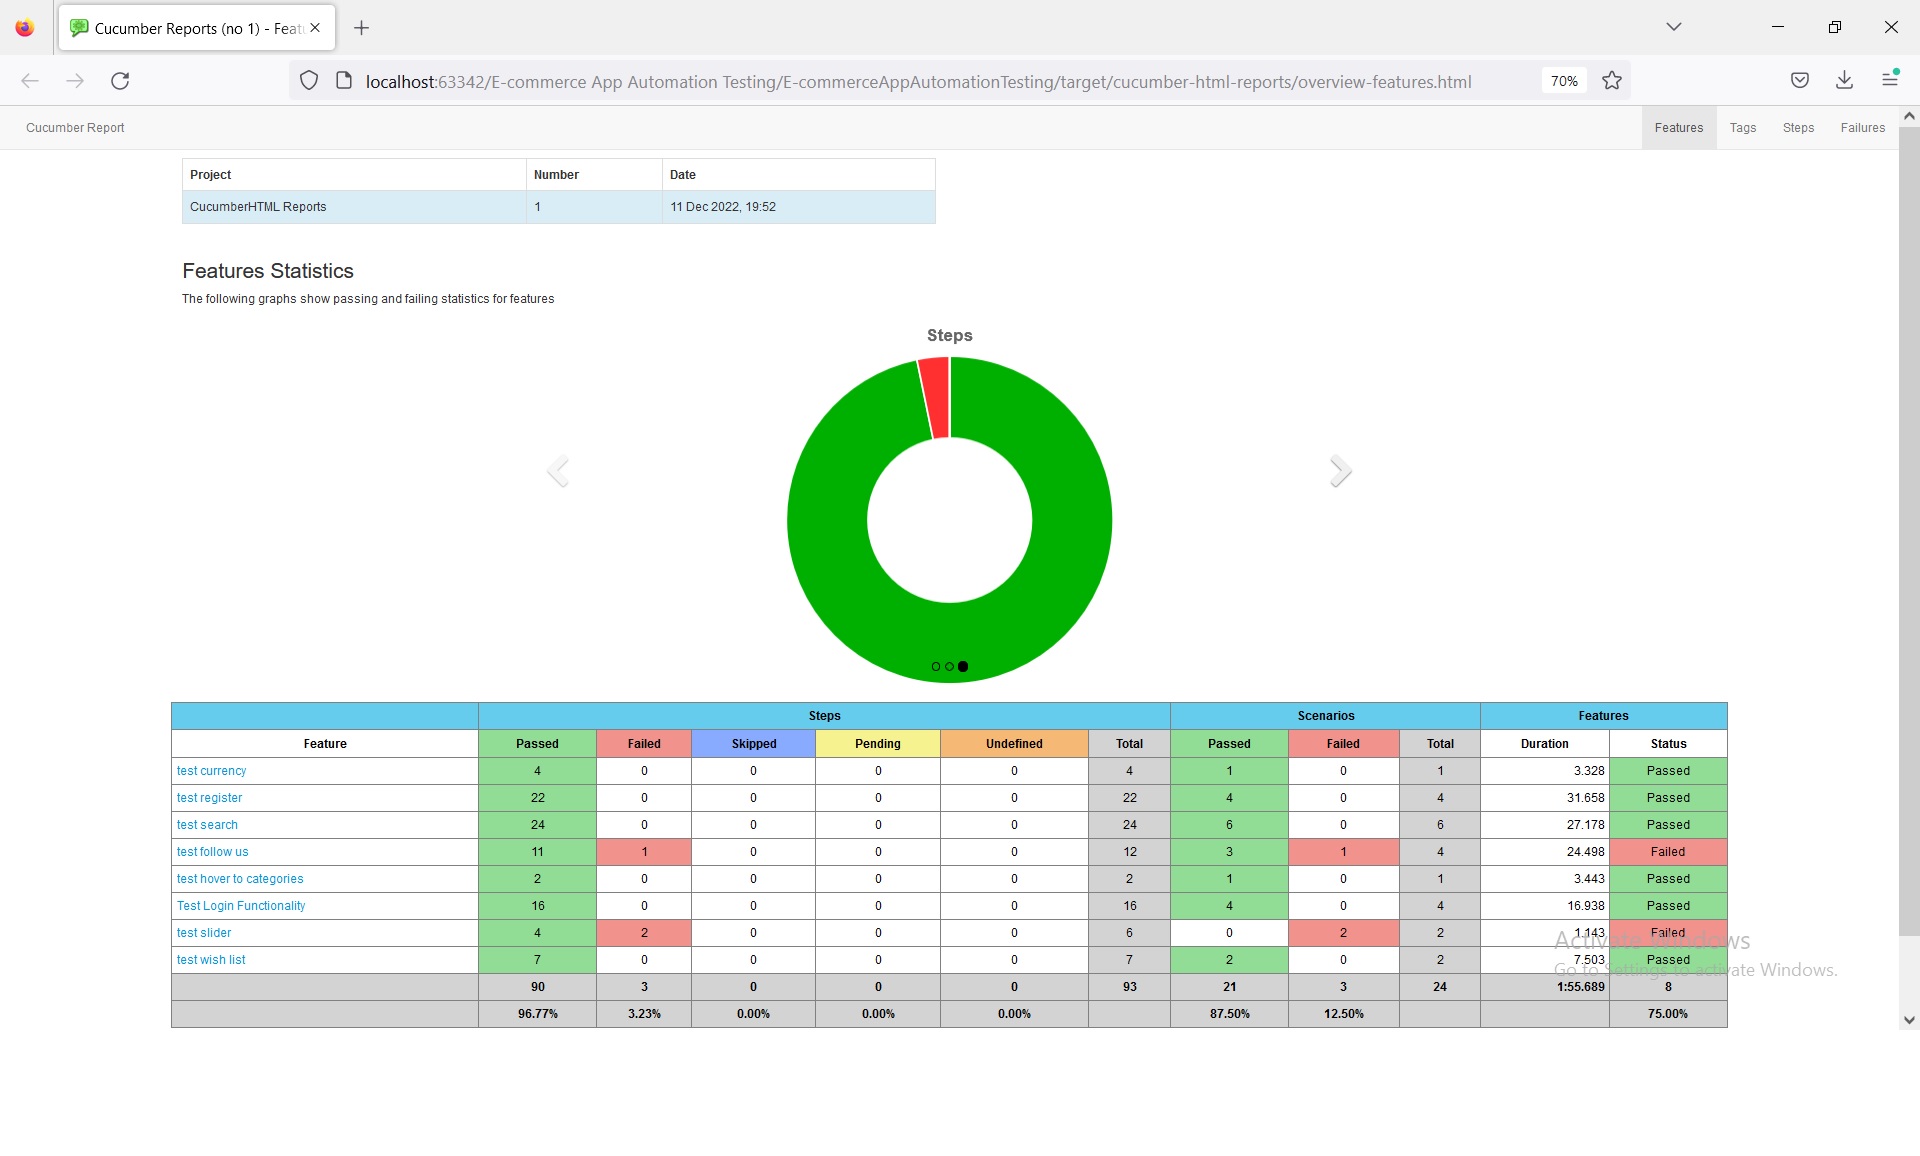 Cucumber Reports (no 1) - Featu
localhost:63342/E-commerce App Automation Testing/E-commerceAppAutomationTesting/target/cucumber-html-reports/overview-features.html 70%
Cucumber Report Features Tags Steps Failures
Project Number Date
CucumberHTML Reports 1 11 Dec 2022, 19:52
Features Statistics
The following graphs show passing and failing statistics for features
Steps
Steps Scenarios Features
Feature Passed Failed Skipped Pending Undefined Total Passed Failed Total Duration Status
test currency 4 0 0 0 0 4 1 0 1 3.328 Passed
test register 22 0 0 0 0 22 4 0 4 31.658 Passed
test search 24 0 0 0 0 24 6 0 6 27.178 Passed
test follow us 11 1 0 0 0 12 3 1 4 24.498 Failed
test hover to categories 2 0 0 0 0 2 1 0 1 3.443 Passed
Test Login Functionality 16 0 0 0 0 16 4 0 4 16.938 Passed
test slider 4 2 0 0 0 6 0 2 2 1.143 Failed
test wish list 7 0 0 0 0 7 2 0 2 7.503 Passed
90 3 0 0 0 93 21 3 24 1:55.689 8
96.77% 3.23% 0.00% 0.00% 0.00% 87.50% 12.50% 75.00%
Activate Windows
Go to Settings to activate Windows.